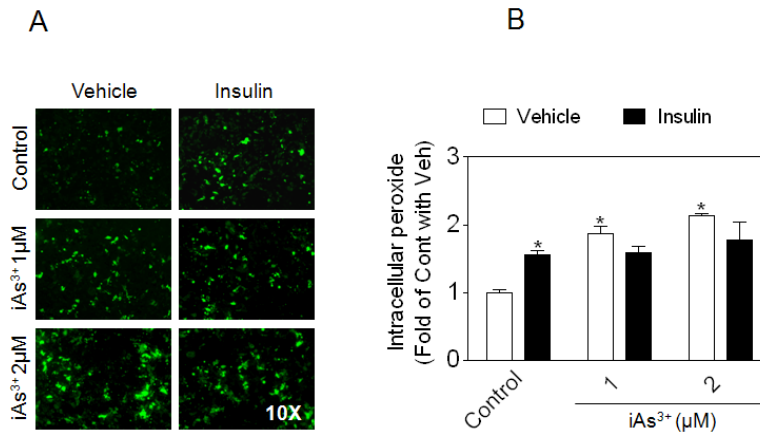 A
B
Vehicle Insulin
Control
iAs³⁺ 1µM
iAs³⁺ 2µM
10X
Vehicle Insulin
Intracellular peroxide
(Fold of Cont with Veh)
3
2
1
0
*
*
*
Control
1
2
iAs³⁺ (µM)